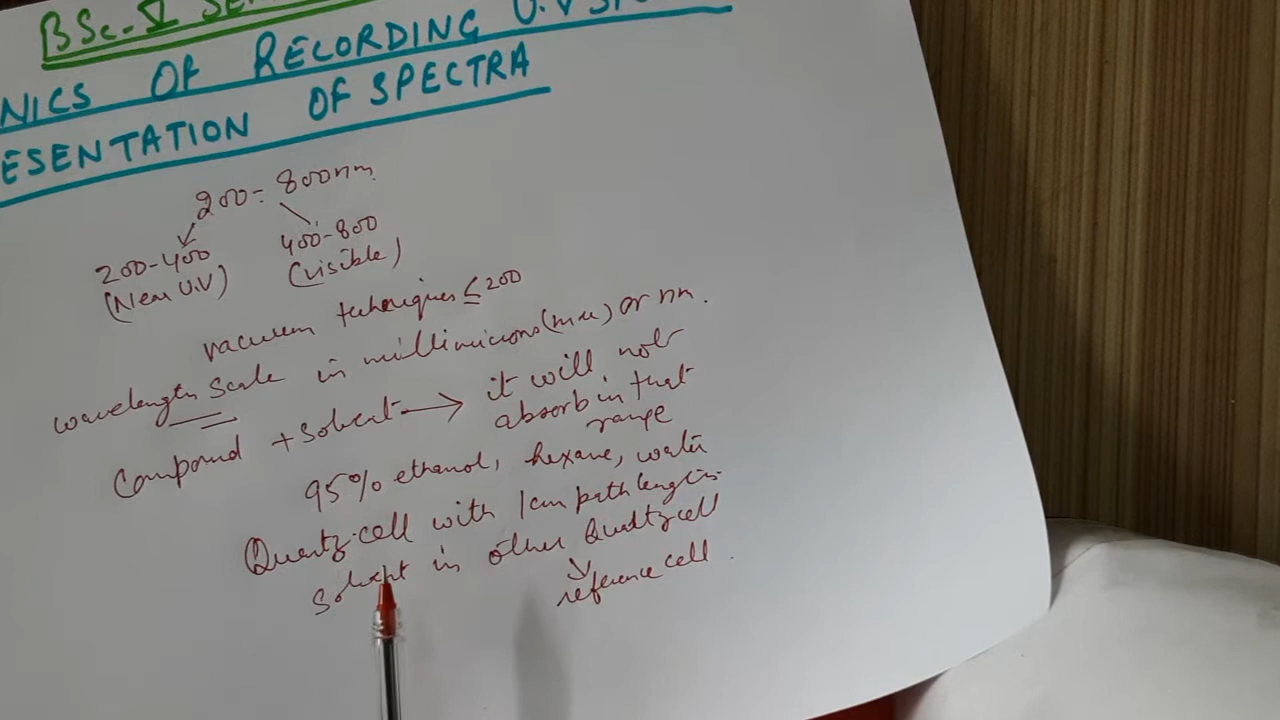 BSc-V SEM
NICS OF RECORDING U.V SP
ESENTATION OF SPECTRA
200-800nm
200-400 400-800
(Near U.V) (visible)
vacuum techniques ≤ 200
wavelength scale in millimicrons (mμ) or nm.
Compound + Solvent → it will not
absorb in that
range
95% ethanol, hexane, water
Quartz cell with 1cm path length
Solvent in other Quartz cell
reference cell